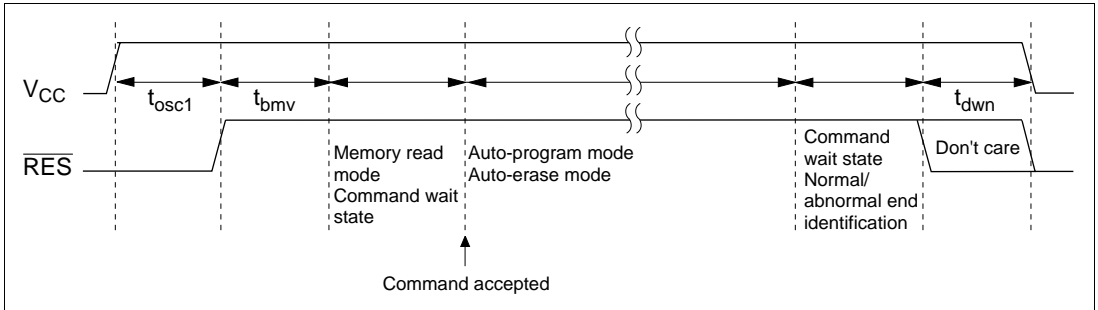 VCC
tosc1
tbmv
tdwn
RES
Memory read
mode
Command wait
state
Auto-program mode
Auto-erase mode
Command
wait state
Normal/
abnormal end
identification
Don't care
Command accepted